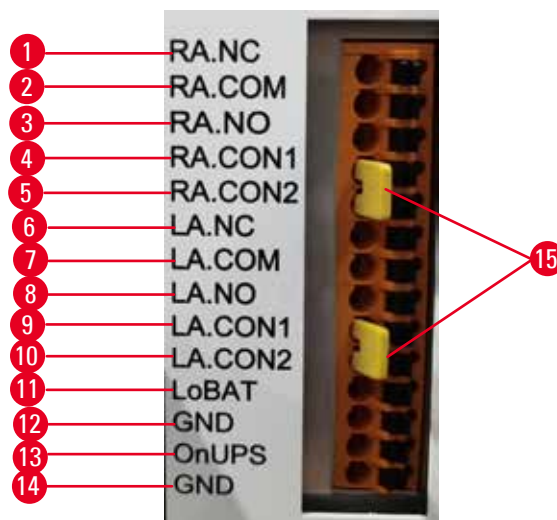 1 RA.NC
2 RA.COM
3 RA.NO
4 RA.CON1
5 RA.CON2
6 LA.NC
7 LA.COM
8 LA.NO
9 LA.CON1
10 LA.CON2
11 LoBAT
12 GND
13 OnUPS
14 GND
15